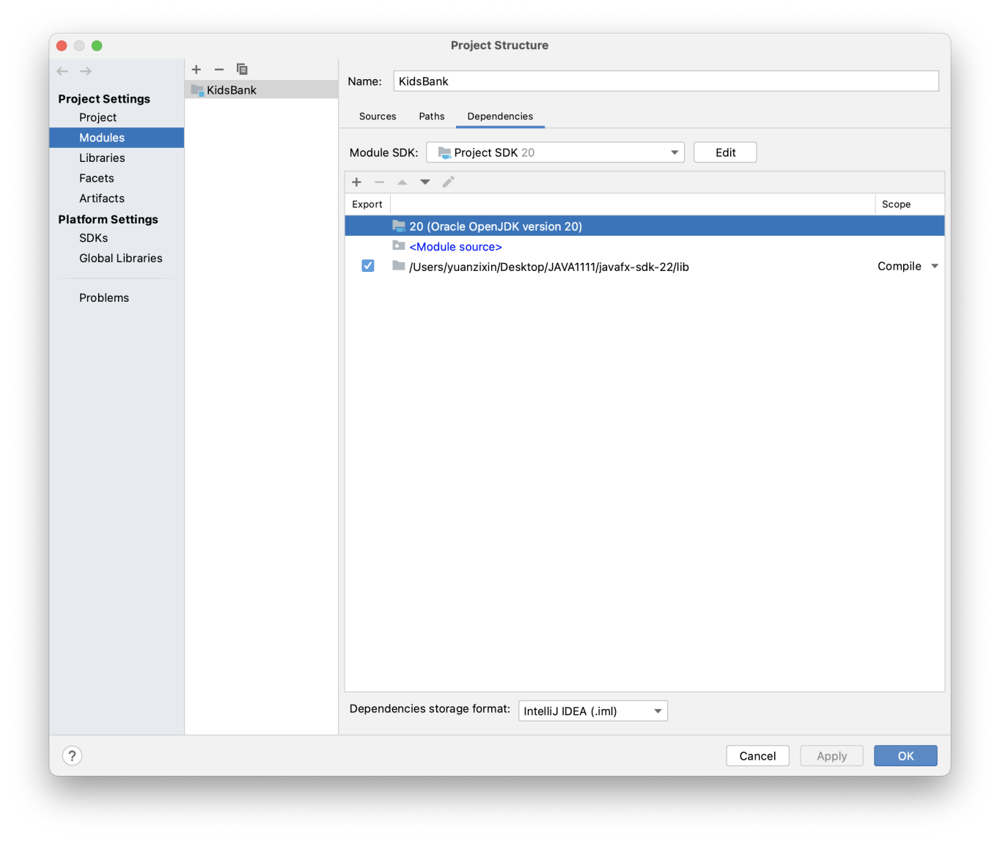 Project Structure
Project Settings
Project
Modules
Libraries
Facets
Artifacts
Platform Settings
SDKs
Global Libraries
Problems
KidsBank
Name: KidsBank
Sources Paths Dependencies
Module SDK: Project SDK 20 Edit
Export Scope
20 (Oracle OpenJDK version 20)
<Module source>
/Users/yuanzixin/Desktop/JAVA1111/javafx-sdk-22/lib Compile
Dependencies storage format: IntelliJ IDEA (.iml)
? Cancel Apply OK